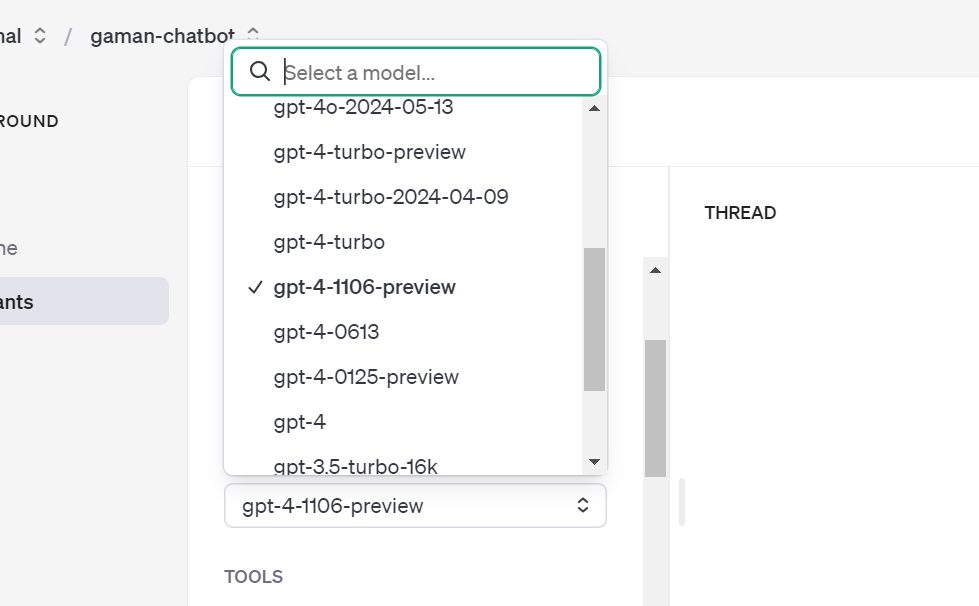 nal / gaman-chatbot
Select a model...
gpt-4o-2024-05-13
ROUND
gpt-4-turbo-preview
gpt-4-turbo-2024-04-09
THREAD
gpt-4-turbo
ne
gpt-4-1106-preview
ants
gpt-4-0613
gpt-4-0125-preview
gpt-4
gpt-3.5-turbo-16k
gpt-4-1106-preview
TOOLS